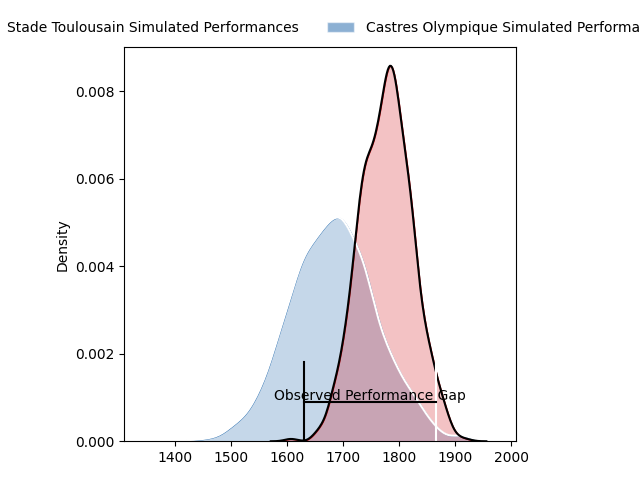 Stade Toulousain Simulated Performances
Castres Olympique Simulated Performa
0.008
0.006
0.004
0.002
0.000
Density
Observed Performance Gap
1400 1500 1600 1700 1800 1900 2000